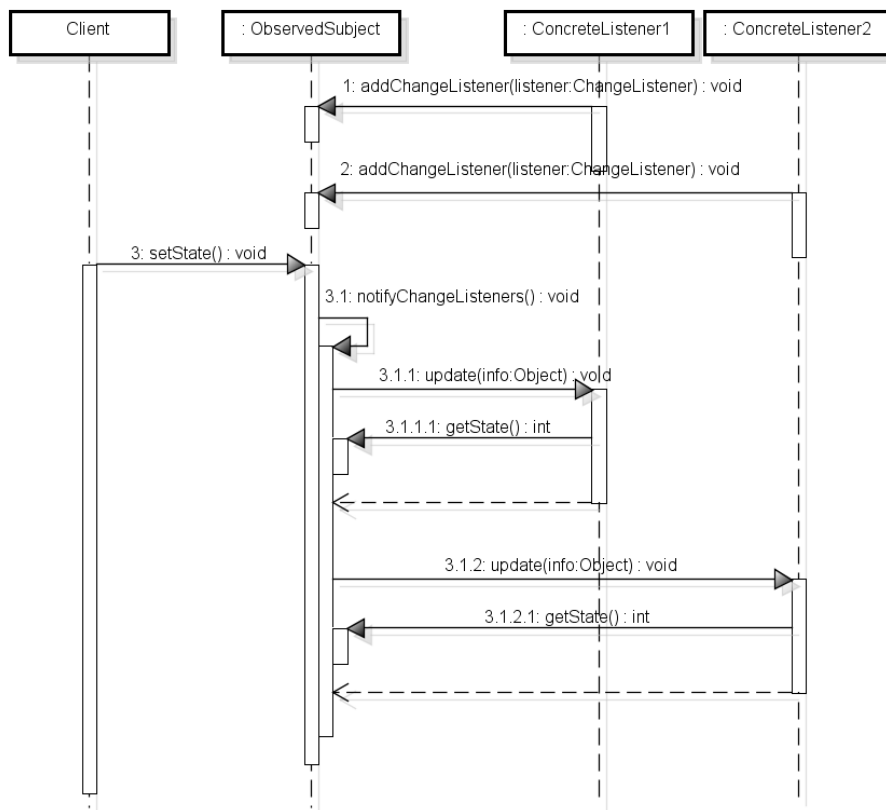 Client
: ObservedSubject
: ConcreteListener1
: ConcreteListener2
1: addChangeListener(listener:ChangeListener) : void
2: addChangeListener(listener:ChangeListener) : void
3: setState() : void
3.1: notifyChangeListeners() : void
3.1.1: update(info:Object) : void
3.1.1.1: getState() : int
3.1.2: update(info:Object) : void
3.1.2.1: getState() : int